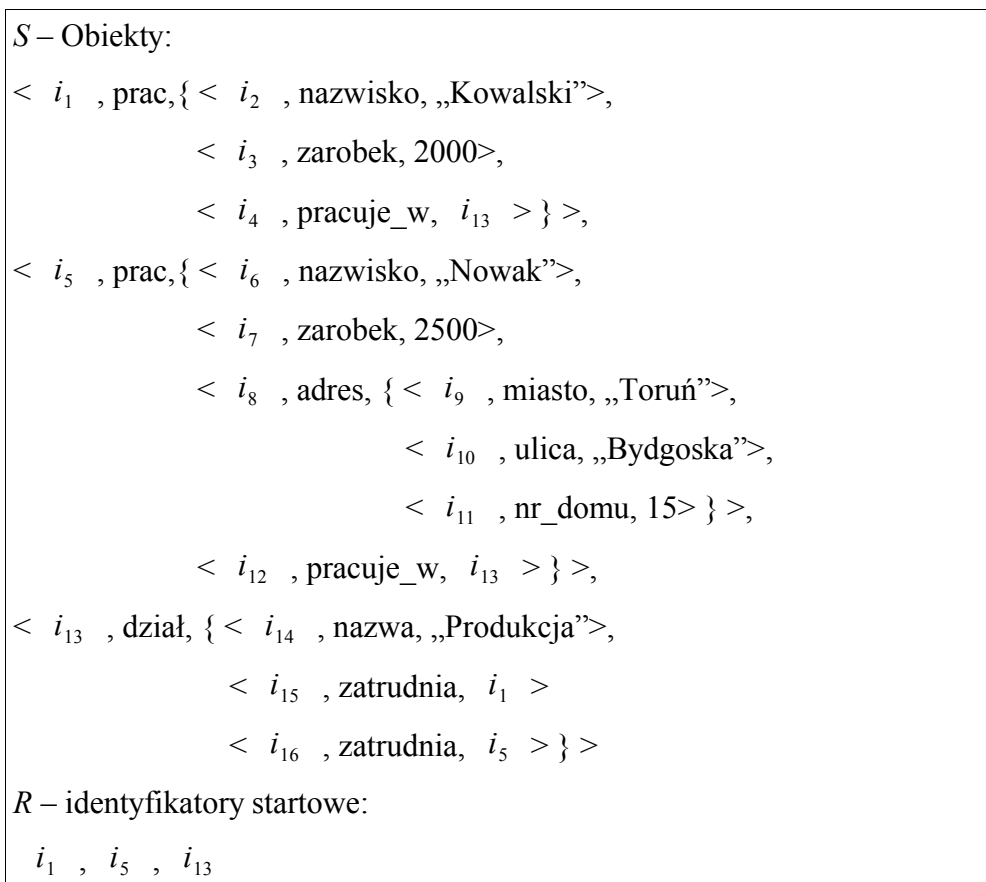 S – Obiekty:
< i₁ , prac,{ < i₂ , nazwisko, „Kowalski”>,
< i₃ , zarobek, 2000>,
< i₄ , pracuje_w, i₁₃ > } >,
< i₅ , prac,{ < i₆ , nazwisko, „Nowak”>,
< i₇ , zarobek, 2500>,
< i₈ , adres, { < i₉ , miasto, „Toruń”>,
< i₁₀ , ulica, „Bydgoska”>,
< i₁₁ , nr_domu, 15> } >,
< i₁₂ , pracuje_w, i₁₃ > } >,
< i₁₃ , dział, { < i₁₄ , nazwa, „Produkcja”>,
< i₁₅ , zatrudnia, i₁ >
< i₁₆ , zatrudnia, i₅ > } >
R – identyfikatory startowe:
i₁ , i₅ , i₁₃